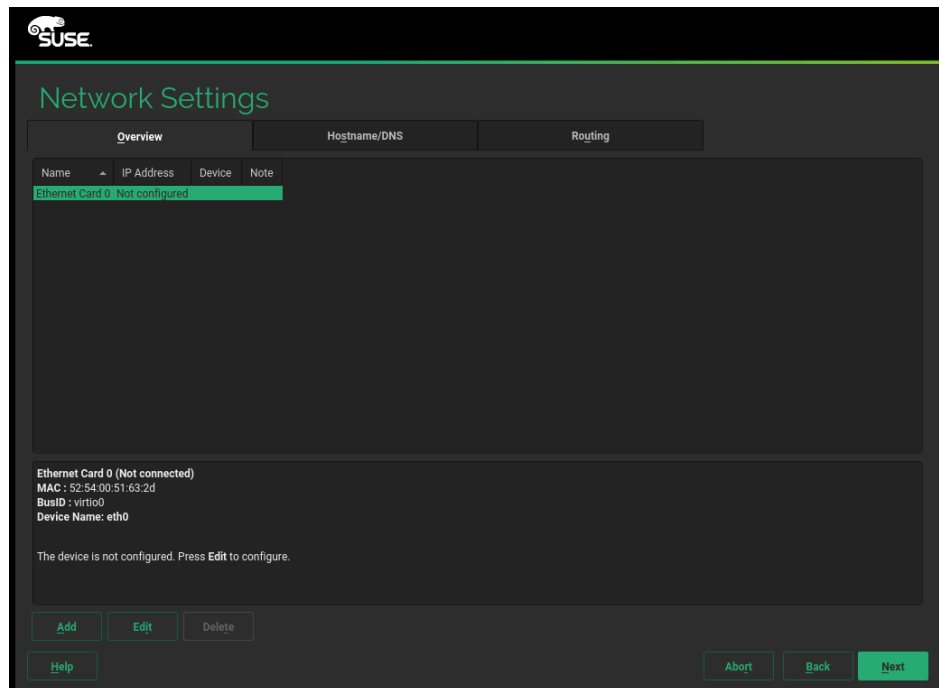 SUSE.
Network Settings
Overview Hostname/DNS Routing
Name IP Address Device Note
Ethernet Card 0 Not configured
Ethernet Card 0 (Not connected)
MAC : 52:54:00:51:63:2d
BusID : virtio0
Device Name: eth0
The device is not configured. Press Edit to configure.
Add Edit Delete
Help Abort Back Next